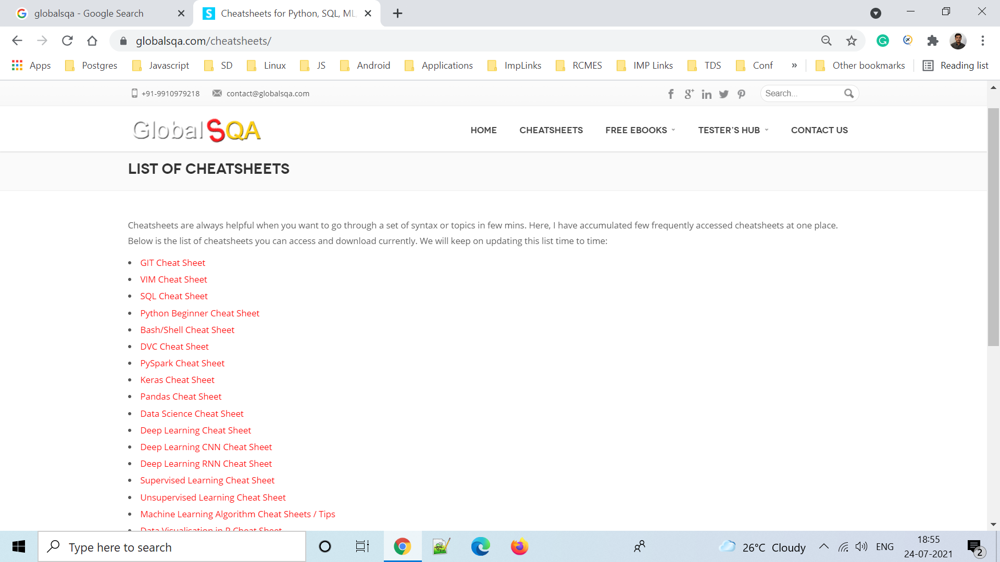 globalsqa - Google Search
Cheatsheets for Python, SQL, ML,
globalsqa.com/cheatsheets/
Apps
Postgres
Javascript
SD
Linux
JS
Android
Applications
ImpLinks
RCMES
IMP Links
TDS
Conf
»
Other bookmarks
Reading list
+91-9910979218
contact@globalsqa.com
Search...
GlobalSQA
HOME
CHEATSHEETS
FREE EBOOKS
TESTER'S HUB
CONTACT US
LIST OF CHEATSHEETS
Cheatsheets are always helpful when you want to go through a set of syntax or topics in few mins. Here, I have accumulated few frequently accessed cheatsheets at one place.
Below is the list of cheatsheets you can access and download currently. We will keep on updating this list time to time:
GIT Cheat Sheet
VIM Cheat Sheet
SQL Cheat Sheet
Python Beginner Cheat Sheet
Bash/Shell Cheat Sheet
DVC Cheat Sheet
PySpark Cheat Sheet
Keras Cheat Sheet
Pandas Cheat Sheet
Data Science Cheat Sheet
Deep Learning Cheat Sheet
Deep Learning CNN Cheat Sheet
Deep Learning RNN Cheat Sheet
Supervised Learning Cheat Sheet
Unsupervised Learning Cheat Sheet
Machine Learning Algorithm Cheat Sheets / Tips
Data Visualisation in R Cheat Sheet
Type here to search
26°C Cloudy
ENG
18:55
24-07-2021
2